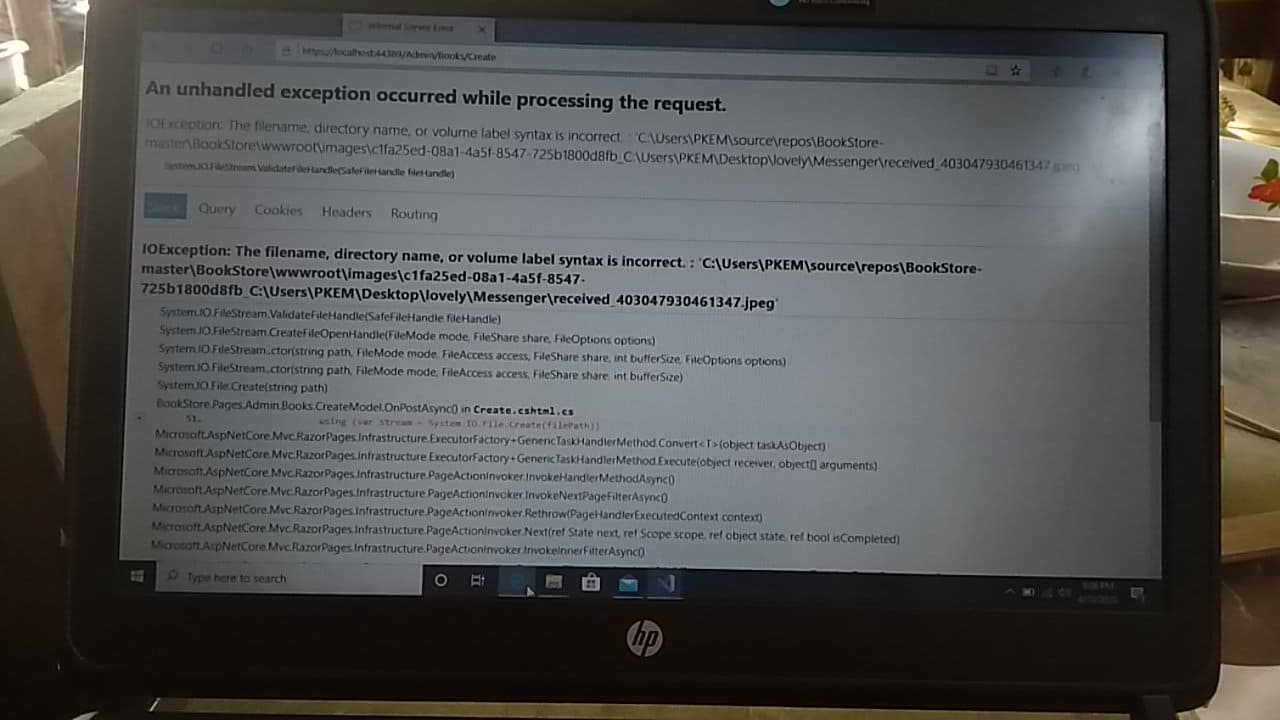 Internal Server Error
https://localhost:44389/Admin/Books/Create
An unhandled exception occurred while processing the request.
IOException: The filename, directory name, or volume label syntax is incorrect. : 'C:\Users\PKEM\source\repos\BookStore-
master\BookStore\wwwroot\images\c1fa25ed-08a1-4a5f-8547-725b1800d8fb_C:\Users\PKEM\Desktop\lovely\Messenger\received_403047930461347.jpeg'
System.IO.FileStream.ValidateFileHandle(SafeFileHandle fileHandle)
Stack Query Cookies Headers Routing
IOException: The filename, directory name, or volume label syntax is incorrect. : 'C:\Users\PKEM\source\repos\BookStore-
master\BookStore\wwwroot\images\c1fa25ed-08a1-4a5f-8547-
725b1800d8fb_C:\Users\PKEM\Desktop\lovely\Messenger\received_403047930461347.jpeg'
System.IO.FileStream.ValidateFileHandle(SafeFileHandle fileHandle)
System.IO.FileStream.CreateFileOpenHandle(FileMode mode, FileShare share, FileOptions options)
System.IO.FileStream..ctor(string path, FileMode mode, FileAccess access, FileShare share, int bufferSize, FileOptions options)
System.IO.FileStream..ctor(string path, FileMode mode, FileAccess access, FileShare share, int bufferSize)
System.IO.File.Create(string path)
BookStore.Pages.Admin.Books.CreateModel.OnPostAsync() in Create.cshtml.cs
+ 51. using (var stream = System.IO.File.Create(filePath))
Microsoft.AspNetCore.Mvc.RazorPages.Infrastructure.ExecutorFactory+GenericTaskHandlerMethod.Convert<T>(object taskAsObject)
Microsoft.AspNetCore.Mvc.RazorPages.Infrastructure.ExecutorFactory+GenericTaskHandlerMethod.Execute(object receiver, object[] arguments)
Microsoft.AspNetCore.Mvc.RazorPages.Infrastructure.PageActionInvoker.InvokeHandlerMethodAsync()
Microsoft.AspNetCore.Mvc.RazorPages.Infrastructure.PageActionInvoker.InvokeNextPageFilterAsync()
Microsoft.AspNetCore.Mvc.RazorPages.Infrastructure.PageActionInvoker.Rethrow(PageHandlerExecutedContext context)
Microsoft.AspNetCore.Mvc.RazorPages.Infrastructure.PageActionInvoker.Next(ref State next, ref Scope scope, ref object state, ref bool isCompleted)
Microsoft.AspNetCore.Mvc.RazorPages.Infrastructure.PageActionInvoker.InvokeInnerFilterAsync()
Type here to search
hp